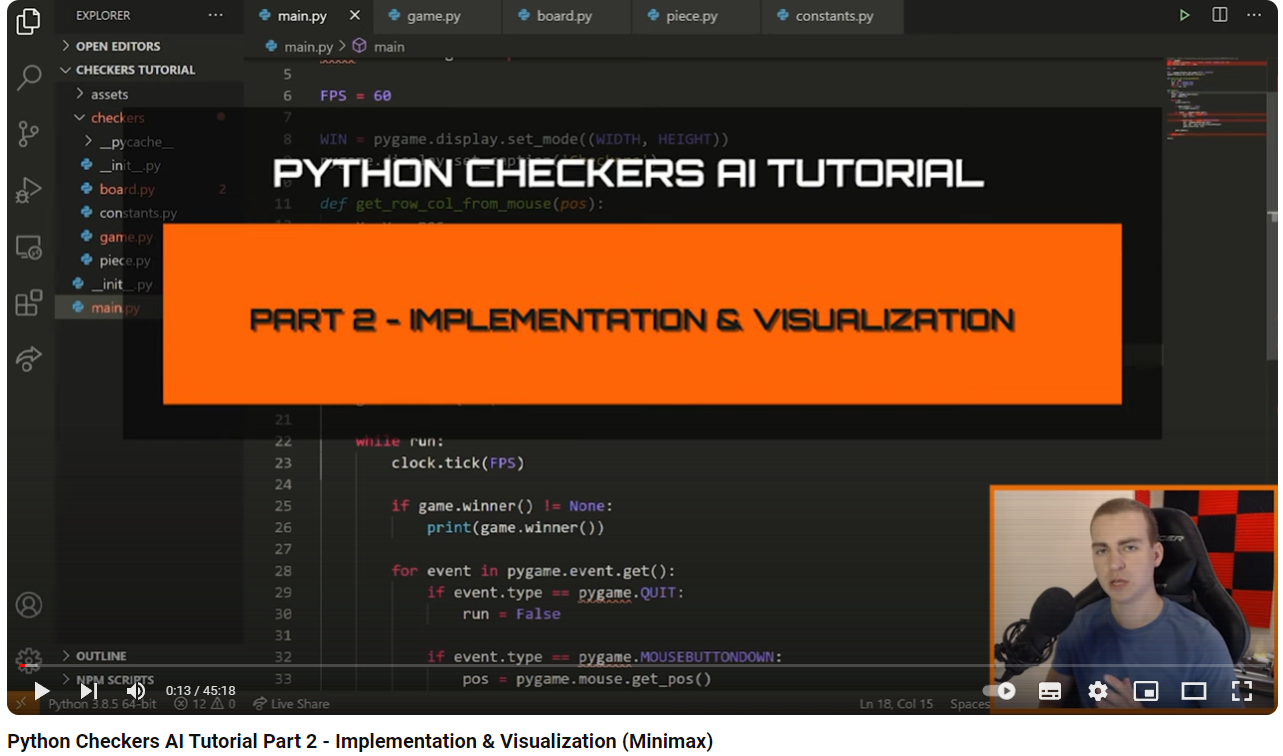 EXPLORER
main.py
game.py
board.py
piece.py
constants.py
OPEN EDITORS
main.py > main
CHECKERS TUTORIAL
5
assets
6 FPS = 60
checkers
7
__pycache__
8 WIN = pygame.display.set_mode((WIDTH, HEIGHT))
__init__.py
PYTHON CHECKERS AI TUTORIAL
board.py 2
constants.py
11 def get_row_col_from_mouse(pos):
game.py
piece.py
__init__.py
main.py
PART 2 - IMPLEMENTATION & VISUALIZATION
21
22 while run:
23 clock.tick(FPS)
24
25 if game.winner() != None:
26 print(game.winner())
27
28 for event in pygame.event.get():
29 if event.type == pygame.QUIT:
30 run = False
31
32 if event.type == pygame.MOUSEBUTTONDOWN:
33 pos = pygame.mouse.get_pos()
OUTLINE
NPM SCRIPTS
0:13 / 45:18
Python 3.8.5 64-bit 12 0 Live Share Ln 18, Col 15 Spaces
Python Checkers AI Tutorial Part 2 - Implementation & Visualization (Minimax)